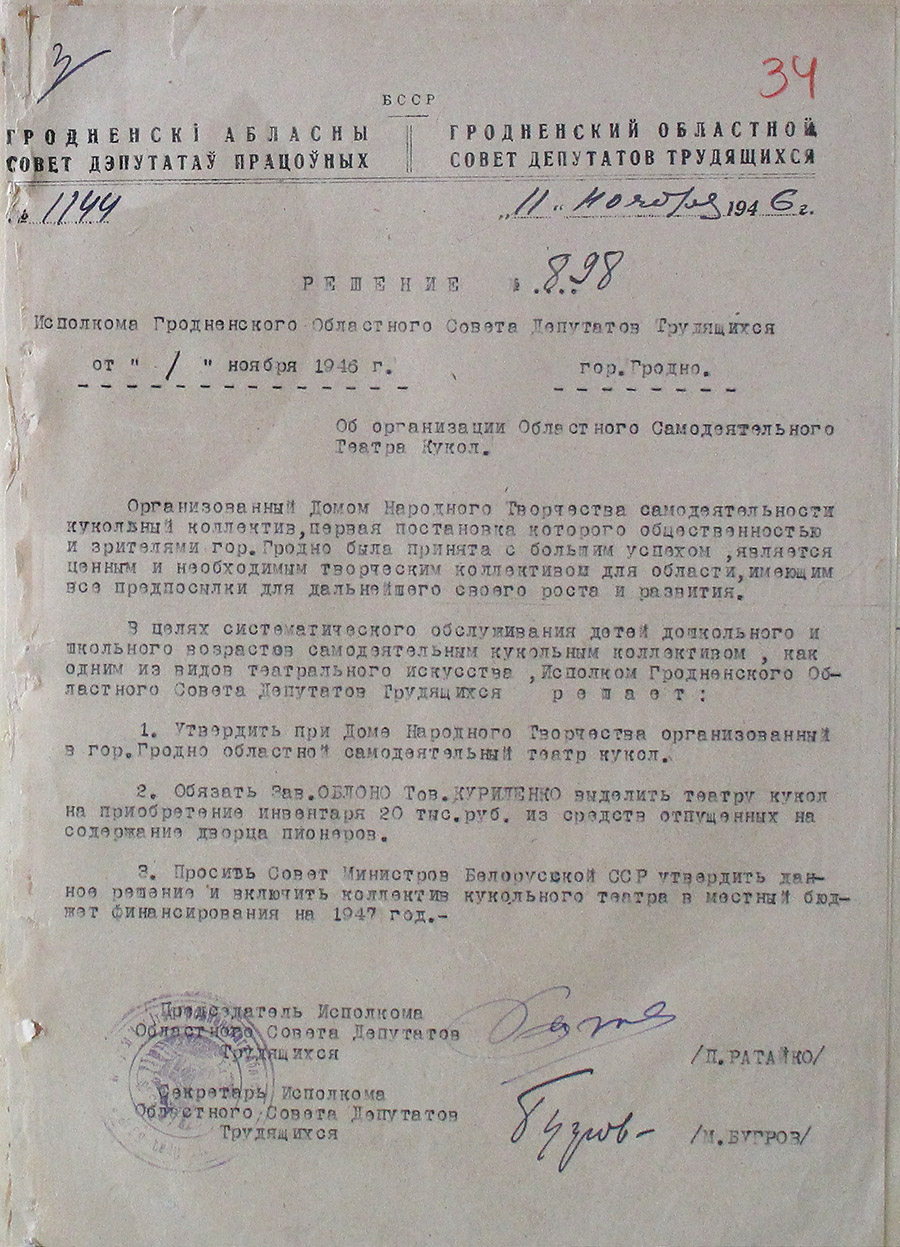 З
34
БССР
ГРОДНЕНСКІ АБЛАСНЫ
СОВЕТ ДЭПУТАТАЎ ПРАЦОЎНЫХ
ГРОДНЕНСКИЙ ОБЛАСТНОЙ
СОВЕТ ДЕПУТАТОВ ТРУДЯЩИХСЯ
№ 1144
„11" ноября 1946 г.
РЕШЕНИЕ № 898
Исполкома Гродненского Областного Совета Депутатов Трудящихся
от " 1 " ноября 1946 г. гор.Гродно.
Об организации Областного Самодеятельного
Театра Кукол.
Организованный Домом Народного Творчества самодеятельности
кукольный коллектив,первая постановка которого общественностью
и зрителями гор.Гродно была принята с большим успехом ,является
ценным и необходимым творческим коллективом для области,имеющим
все предпосылки для дальнейшего своего роста и развития.
В целях систематического обслуживания детей дошкольного и
школьного возрастов самодеятельным кукольным коллективом , как
одним из видов театрального искусства ,Исполком Гродненского Об-
ластного Совета Депутатов Трудящихся решает:
1. Утвердить при Доме Народного Творчества организованный
в гор.Гродно областной самодеятельный театр кукол.
2. Обязать Зав.ОБЛОНО Тов.КУРИЛЕНКО выделить театру кукол
на приобретение инвентаря 20 тыс.руб. из средств отпущенных на
содержание дворца пионеров.
3. Просить Совет Министров Белорусской ССР утвердить дан-
ное решение и включить коллектив кукольного театра в местный бюд-
жет финансирования на 1947 год.-
Председатель Исполкома
Областного Совета Депутатов
Трудящихся
/П.РАТАЙКО/
Секретарь Исполкома
Областного Совета Депутатов
Трудящихся
Бугров
/М.БУГРОВ/